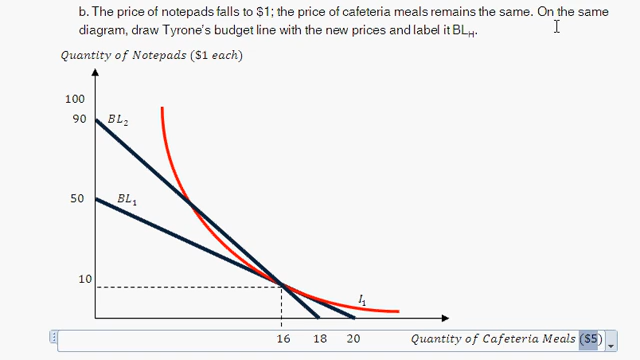 b. The price of notepads falls to $1; the price of cafeteria meals remains the same. On the same
diagram, draw Tyrone's budget line with the new prices and label it BLH.
Quantity of Notepads ($1 each)
100
90
BL2
50
BL1
10
I1
16 18 20
Quantity of Cafeteria Meals ($5)